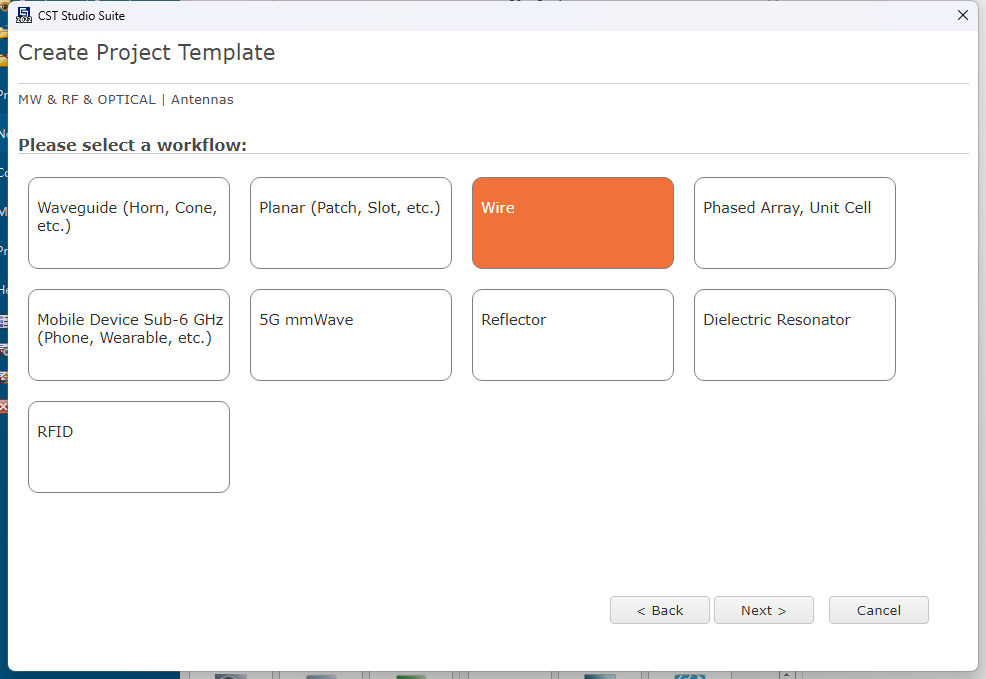 CST Studio Suite
Create Project Template
MW & RF & OPTICAL | Antennas
Please select a workflow:
Waveguide (Horn, Cone,
etc.)
Planar (Patch, Slot, etc.)
Wire
Phased Array, Unit Cell
Mobile Device Sub-6 GHz
(Phone, Wearable, etc.)
5G mmWave
Reflector
Dielectric Resonator
RFID
< Back
Next >
Cancel